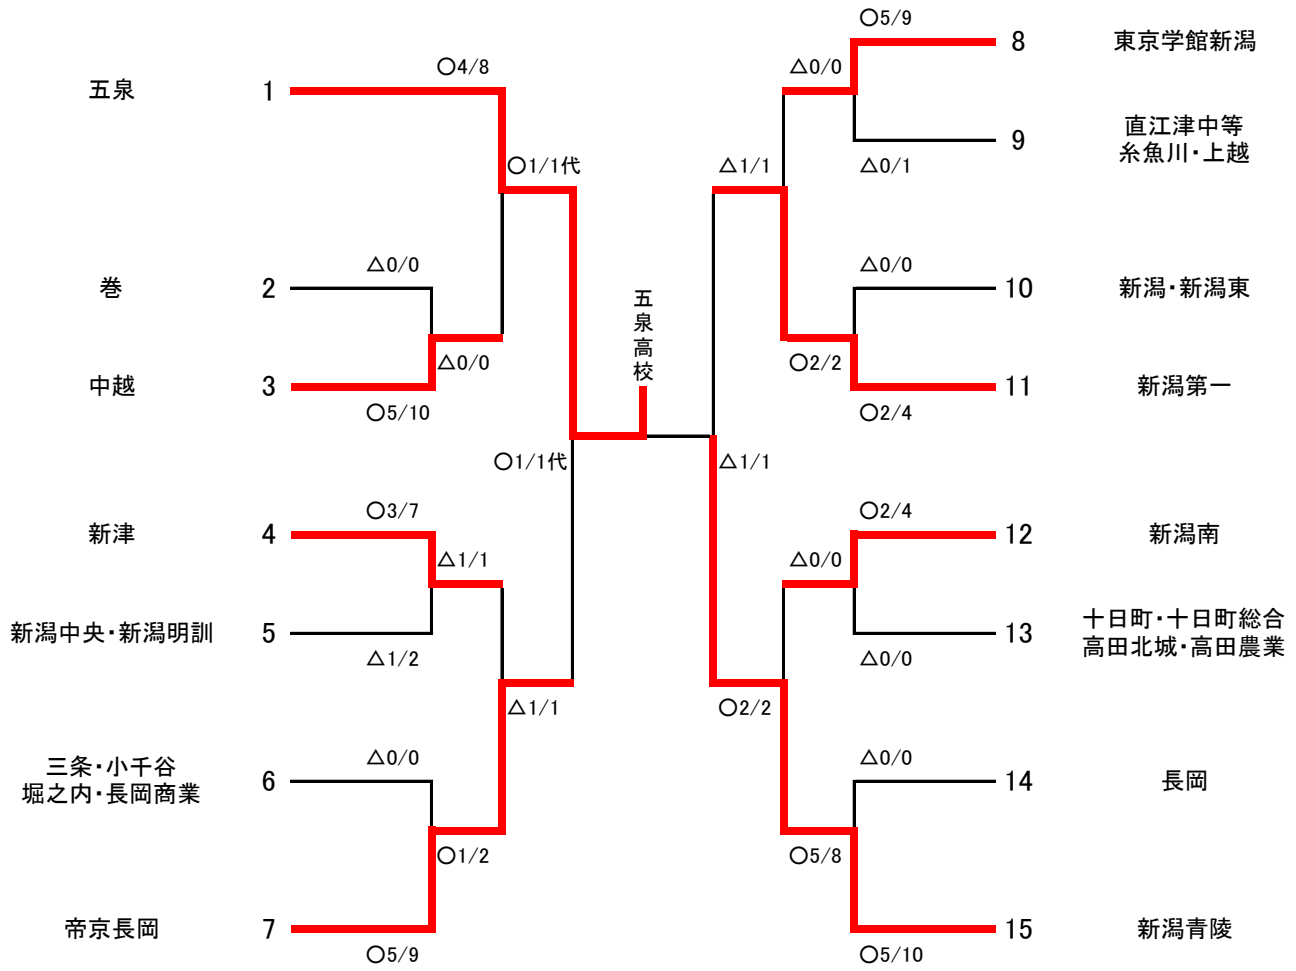 ○5/9
8 東京学館新潟
○4/8
△0/0
五泉 1
直江津中等
9
糸魚川・上越
○1/1代
△1/1
△0/1
△0/0
△0/0
巻 2
10 新潟・新潟東
五泉高校
△0/0
○2/2
中越 3
11 新潟第一
○5/10
○2/4
○1/1代
△1/1
○3/7
○2/4
新津 4
12 新潟南
△1/1
△0/0
新潟中央・新潟明訓 5
十日町・十日町総合
13
高田北城・高田農業
△1/2
△0/0
△1/1
○2/2
△0/0
△0/0
三条・小千谷
6
堀之内・長岡商業
14 長岡
○1/2
○5/8
帝京長岡 7
15 新潟青陵
○5/9
○5/10